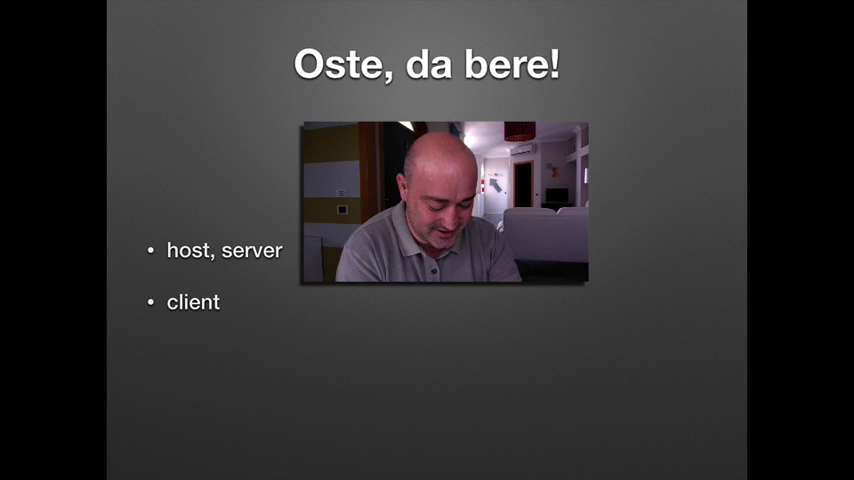 Oste, da bere!
• host, server
• client